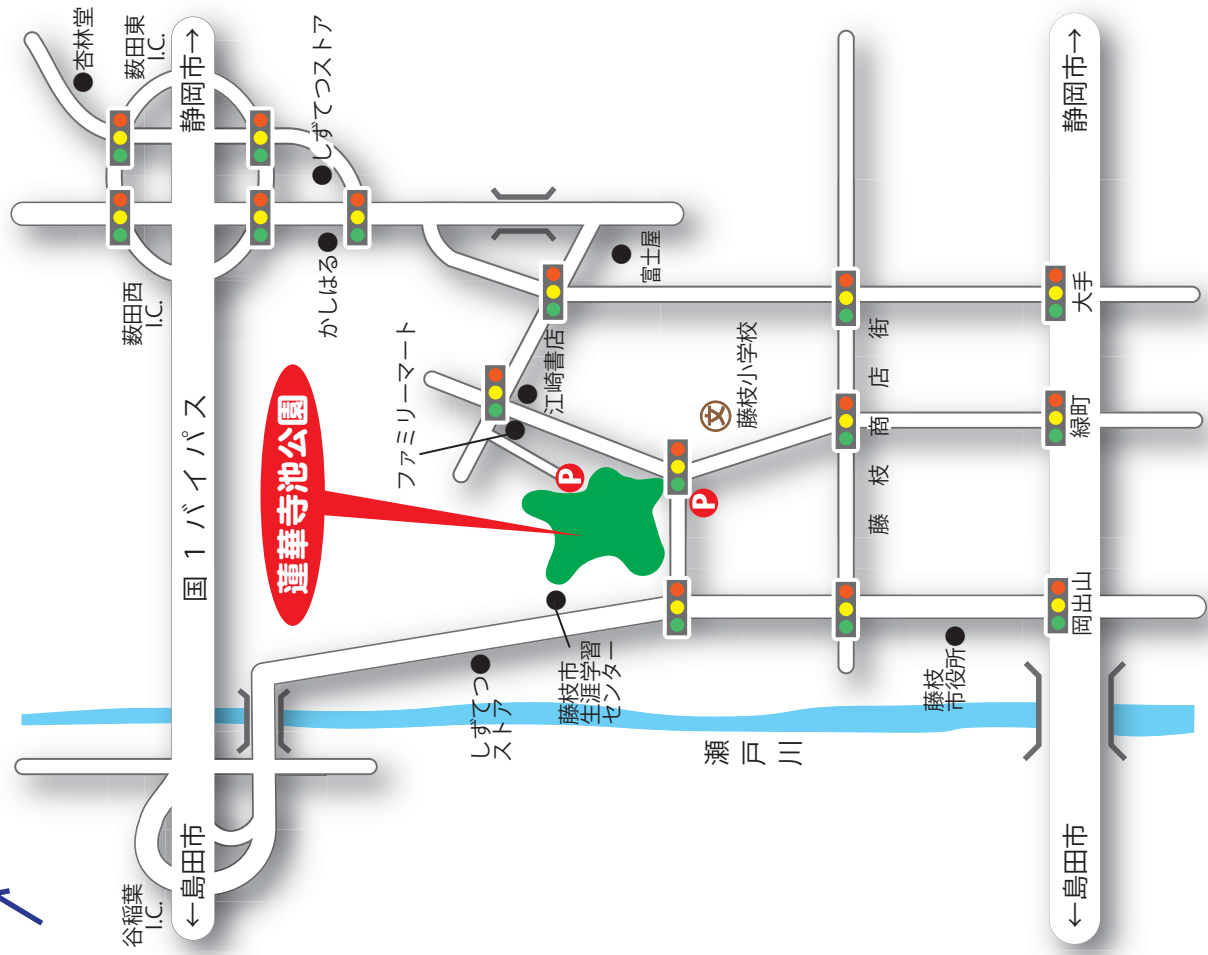 谷稲葉
I.C.
薮田西
I.C.
薮田東
I.C.
杏林堂
←島田市
国1バイパス
静岡市→
蓮華寺池公園
かしはる
しずてつストア
ファミリーマート
しずてつ
ストア
江崎書店
P
藤枝市
生涯学習
センター
富士屋
P
文
藤枝小学校
瀬戸川
藤枝商店街
藤枝
市役所
←島田市
岡出山
緑町
大手
静岡市→